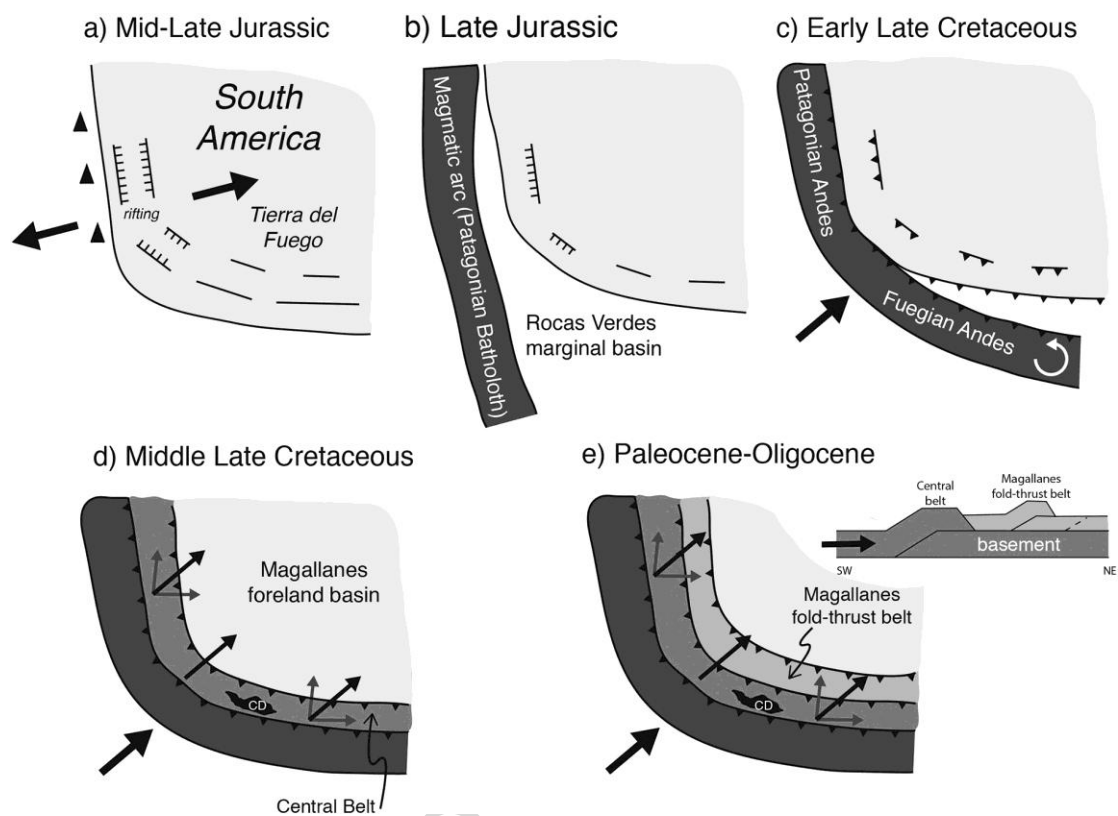 a) Mid-Late Jurassic
South
America
rifting
Tierra del
Fuego
b) Late Jurassic
Magmatic arc (Patagonian Batholoth)
Rocas Verdes
marginal basin
c) Early Late Cretaceous
Patagonian Andes
Fuegian Andes
d) Middle Late Cretaceous
Magallanes
foreland basin
CD
Central Belt
e) Paleocene-Oligocene
Central
belt
Magallanes
fold-thrust belt
basement
SW
NE
Magallanes
fold-thrust belt
CD